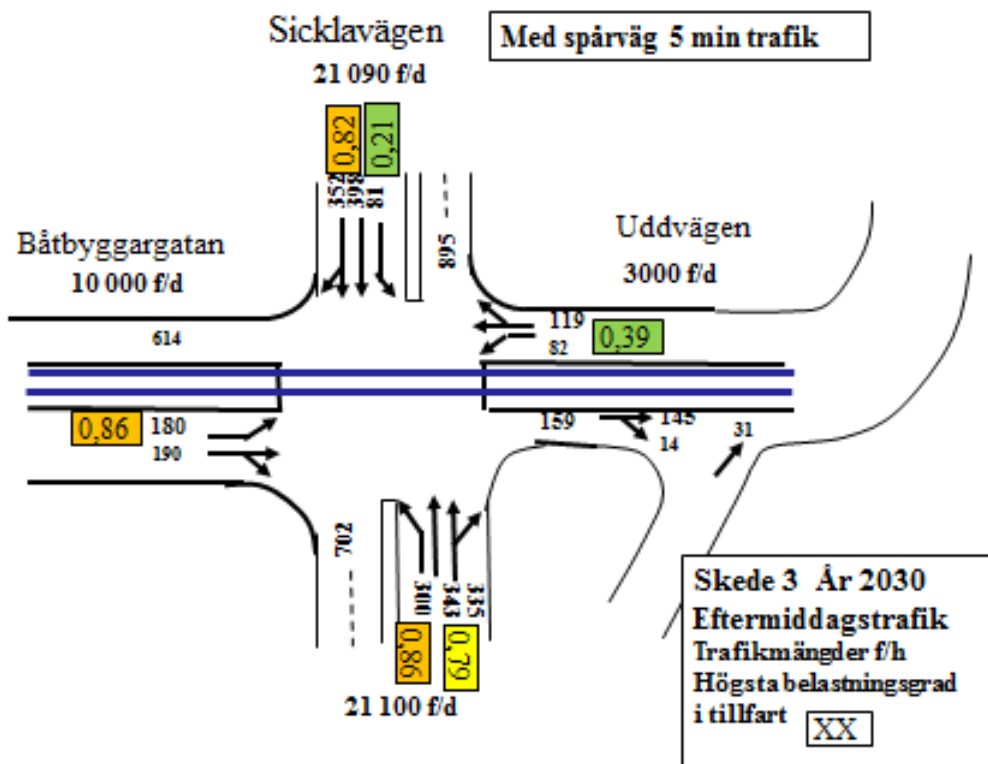 Sicklavägen
21 090 f/d
Med spårväg 5 min trafik
0,82
0,21
352
398
81
895
Båtbyggargatan
10 000 f/d
Uddvägen
3000 f/d
614
119
82
0,39
0,86
180
190
159
145
14
31
702
300
343
335
0,86
0,79
21 100 f/d
Skede 3 År 2030
Eftermiddagstrafik
Trafikmängder f/h
Högsta belastningsgrad
i tillfart XX